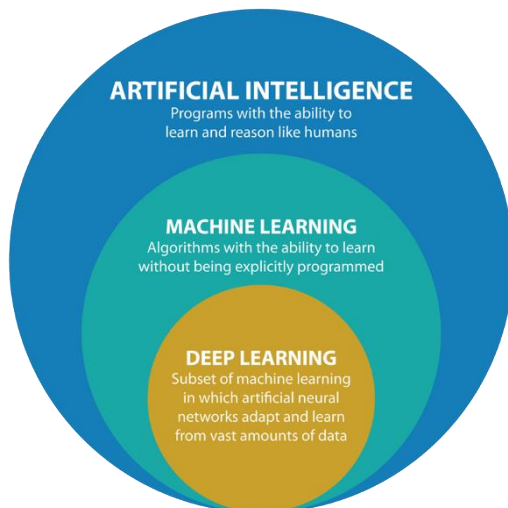 ARTIFICIAL INTELLIGENCE
Programs with the ability to
learn and reason like humans
MACHINE LEARNING
Algorithms with the ability to learn
without being explicitly programmed
DEEP LEARNING
Subset of machine learning
in which artificial neural
networks adapt and learn
from vast amounts of data